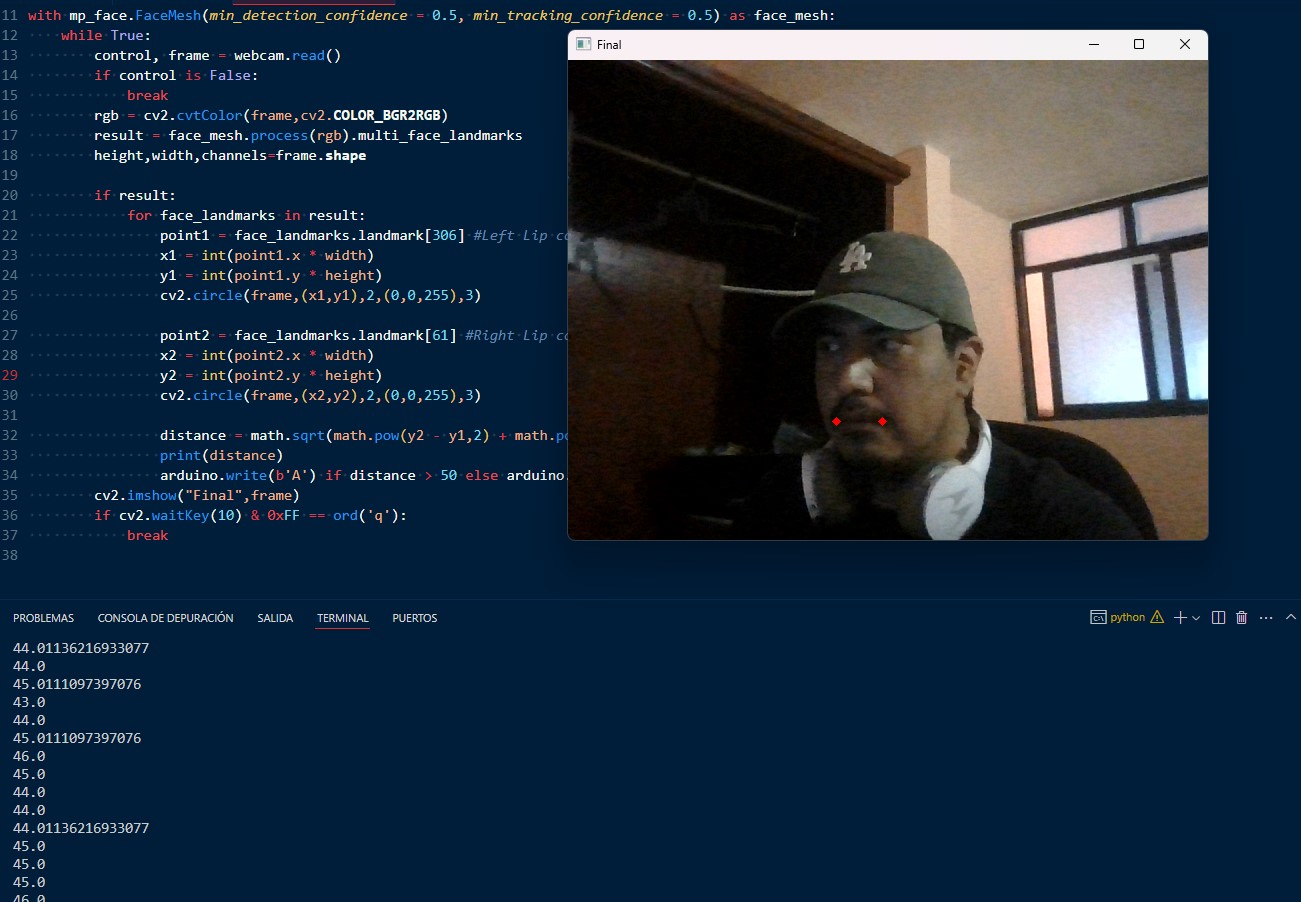 11 with mp_face.FaceMesh(min_detection_confidence = 0.5, min_tracking_confidence = 0.5) as face_mesh:
12 while True:
13 control, frame = webcam.read()
14 if control is False:
15 break
16 rgb = cv2.cvtColor(frame,cv2.COLOR_BGR2RGB)
17 result = face_mesh.process(rgb).multi_face_landmarks
18 height,width,channels=frame.shape
19
20 if result:
21 for face_landmarks in result:
22 point1 = face_landmarks.landmark[306] #Left Lip co
23 x1 = int(point1.x * width)
24 y1 = int(point1.y * height)
25 cv2.circle(frame,(x1,y1),2,(0,0,255),3)
26
27 point2 = face_landmarks.landmark[61] #Right Lip co
28 x2 = int(point2.x * width)
29 y2 = int(point2.y * height)
30 cv2.circle(frame,(x2,y2),2,(0,0,255),3)
31
32 distance = math.sqrt(math.pow(y2 - y1,2) + math.po
33 print(distance)
34 arduino.write(b'A') if distance > 50 else arduino.
35 cv2.imshow("Final",frame)
36 if cv2.waitKey(10) & 0xFF == ord('q'):
37 break
38
Final
LA
PROBLEMAS CONSOLA DE DEPURACIÓN SALIDA TERMINAL PUERTOS
python
44.01136216933077
44.0
45.0111097397076
43.0
44.0
45.0111097397076
46.0
45.0
44.0
44.0
44.01136216933077
45.0
45.0
45.0
46.0